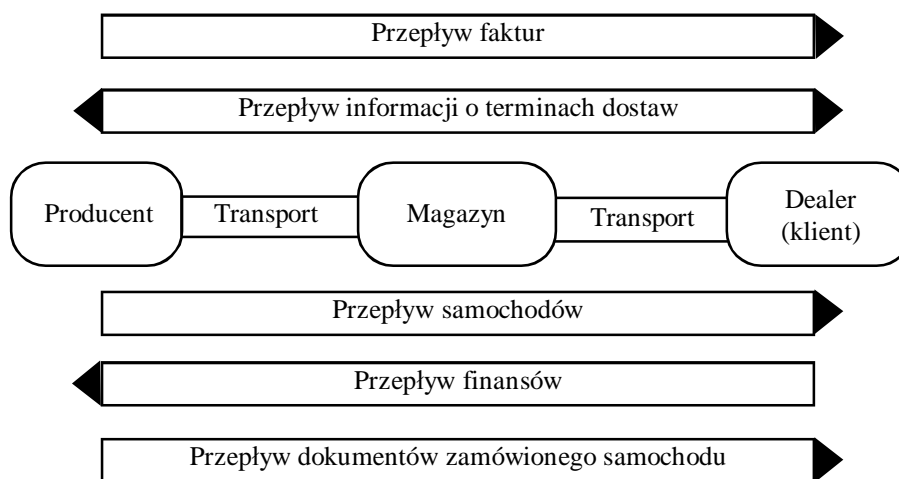 Przepływ faktur
Przepływ informacji o terminach dostaw
Producent
Transport
Magazyn
Transport
Dealer
(klient)
Przepływ samochodów
Przepływ finansów
Przepływ dokumentów zamówionego samochodu